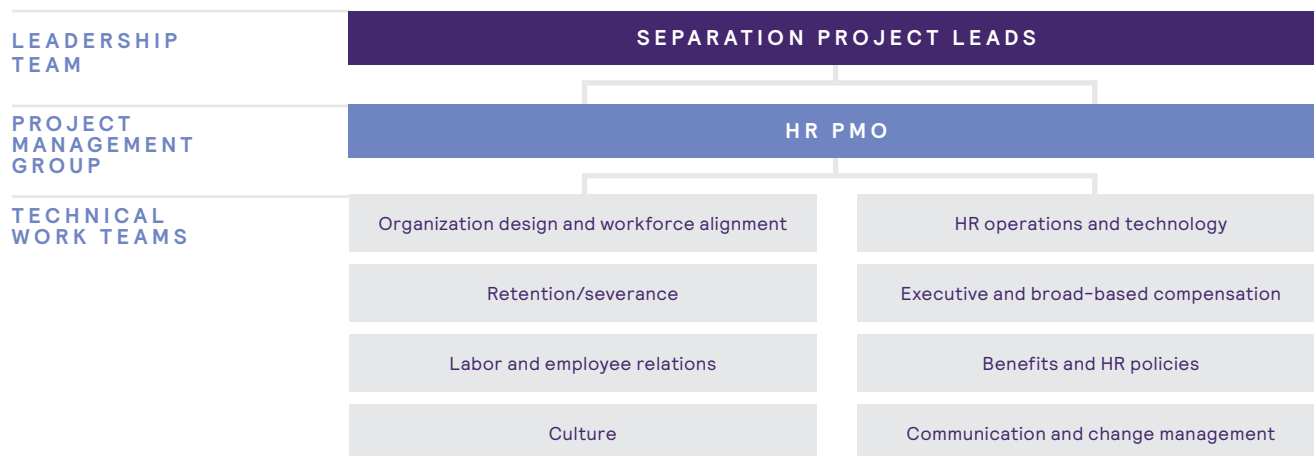 LEADERSHIP
TEAM
SEPARATION PROJECT LEADS
PROJECT
MANAGEMENT
GROUP
HR PMO
TECHNICAL
WORK TEAMS
Organization design and workforce alignment
HR operations and technology
Retention/severance
Executive and broad-based compensation
Labor and employee relations
Benefits and HR policies
Culture
Communication and change management